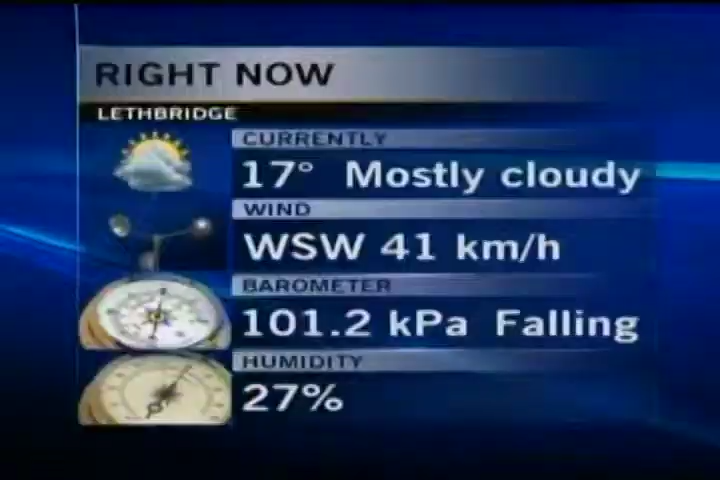 RIGHT NOW
LETHBRIDGE
CURRENTLY
17° Mostly cloudy
WIND
WSW 41 km/h
BAROMETER
101.2 kPa Falling
HUMIDITY
27%